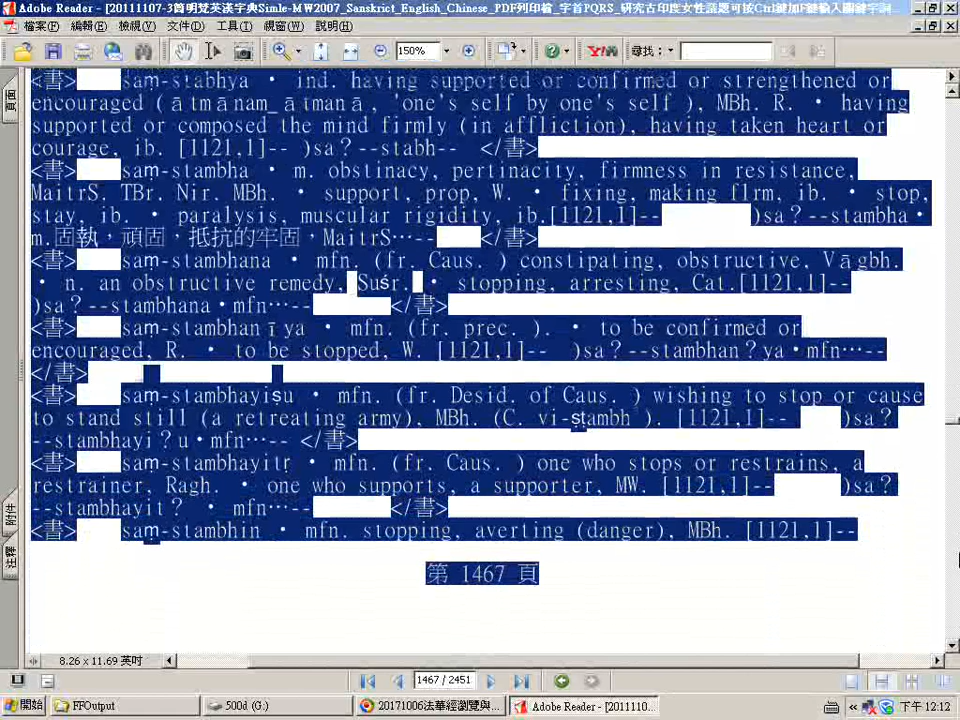 Adobe Reader - [20111107-3簡明梵英漢字典Simle-MW2007_Sanskrict_English_Chinese_PDF列印檔_字首PQRS_研究古印度女性議題可按Ctrl鍵加F鍵輸入關鍵字詞
檔案(F) 編輯(E) 檢視(V) 文件(D) 工具(T) 視窗(W) 說明(H)
150% 尋找:
頁面
<書> saṃ-stabhya • ind. having supported or confirmed or strengthened or
encouraged (ātmānam_ātmanā, 'one's self by one's self ), MBh. R. • having
supported or composed the mind firmly (in affliction), having taken heart or
courage, ib. [1121,1]-- )sa？--stabh-- </書>
<書> saṃ-stambha • m. obstinacy, pertinacity, firmness in resistance,
MaitrS. TBr. Nir. MBh. • support, prop, W. • fixing, making flrm, ib. • stop,
stay, ib. • paralysis, muscular rigidity, ib.[1121,1]-- )sa？--stambha•
m.固執，頑固，抵抗的牢固，MaitrS…-- </書>
<書> saṃ-stambhana • mfn. (fr. Caus. ) constipating, obstructive, Vāgbh.
• n. an obstructive remedy, Suśr. • stopping, arresting, Cat.[1121,1]--
)sa？--stambhana•mfn…-- </書>
<書> saṃ-stambhanīya • mfn. (fr. prec. ). • to be confirmed or
encouraged, R. • to be stopped, W. [1121,1]-- )sa？--stambhan？ya•mfn…--
</書>
<書> saṃ-stambhayiṣu • mfn. (fr. Desid. of Caus. ) wishing to stop or cause
to stand still (a retreating army), MBh. (C. vi-ṣtambh ). [1121,1]-- )sa？
--stambhayi？u•mfn…-- </書>
<書> saṃ-stambhayitṛ • mfn. (fr. Caus. ) one who stops or restrains, a
restrainer, Ragh. • one who supports, a supporter, MW. [1121,1]-- )sa？
--stambhayit？ • mfn…-- </書>
<書> saṃ-stambhin • mfn. stopping, averting (danger), MBh. [1121,1]--
第 1467 頁
附件
注釋
8.26 x 11.69 英吋
1467 / 2451
開始 FFOutput 500d (G:) 20171006法華經瀏覽與... Adobe Reader - [2011110... 下午 12:12